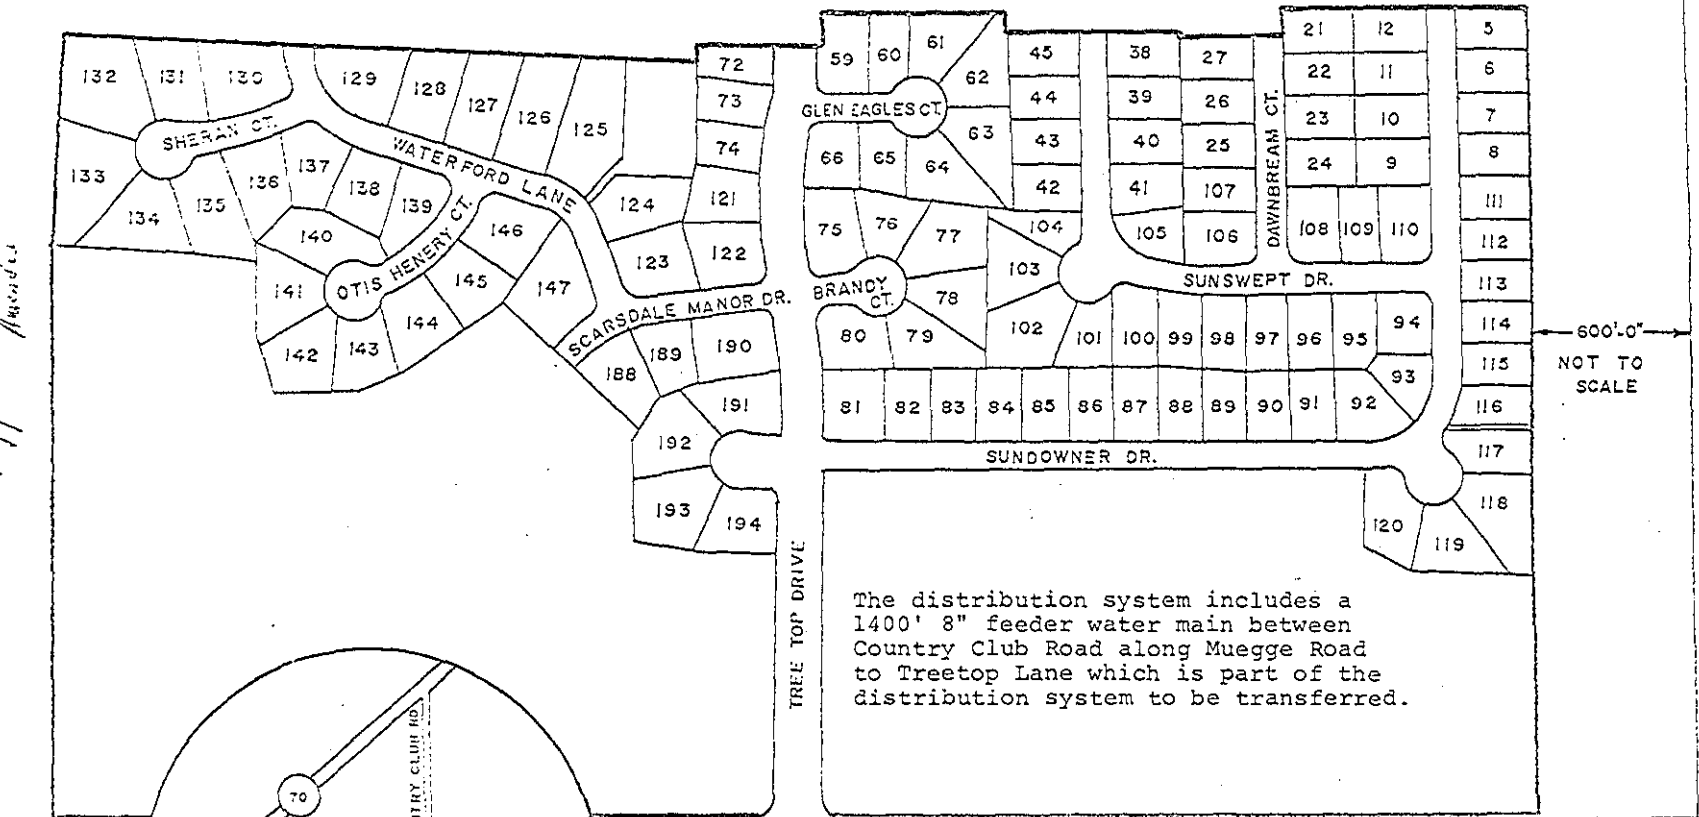 132 131 130 129 128 127 126 125
72
73
74
59 60 61
62
45 38 27
21 12 5
22 11 6
44 39 26
GLEN EAGLES CT.
63
23 10 7
43 40 25
24 9 8
66 65 64
42 41 107
DAWNBREAM CT.
SHERAN CT.
WATERFORD LANE
133
134 135 136 137 138 139
140
OTIS HENERY CT.
146
124 121
123 122
75 76 77
104 105 106
108 109 110
111
112
141
145
147
103
78
BRANDY
CT.
SCARSDALE MANOR DR.
SUNSWEPT DR.
113
142 143 144
188 189 190
80 79
102 101 100 99 98 97 96 95 94
114
600'-0"
NOT TO
SCALE
115
93
191
81 82 83 84 85 86 87 88 89 90 91 92
116
192
SUNDOWNER DR.
117
193 194
118
120 119
TREE TOP DRIVE
The distribution system includes a
1400' 8" feeder water main between
Country Club Road along Muegge Road
to Treetop Lane which is part of the
distribution system to be transferred.
70
TRY CLUB RD